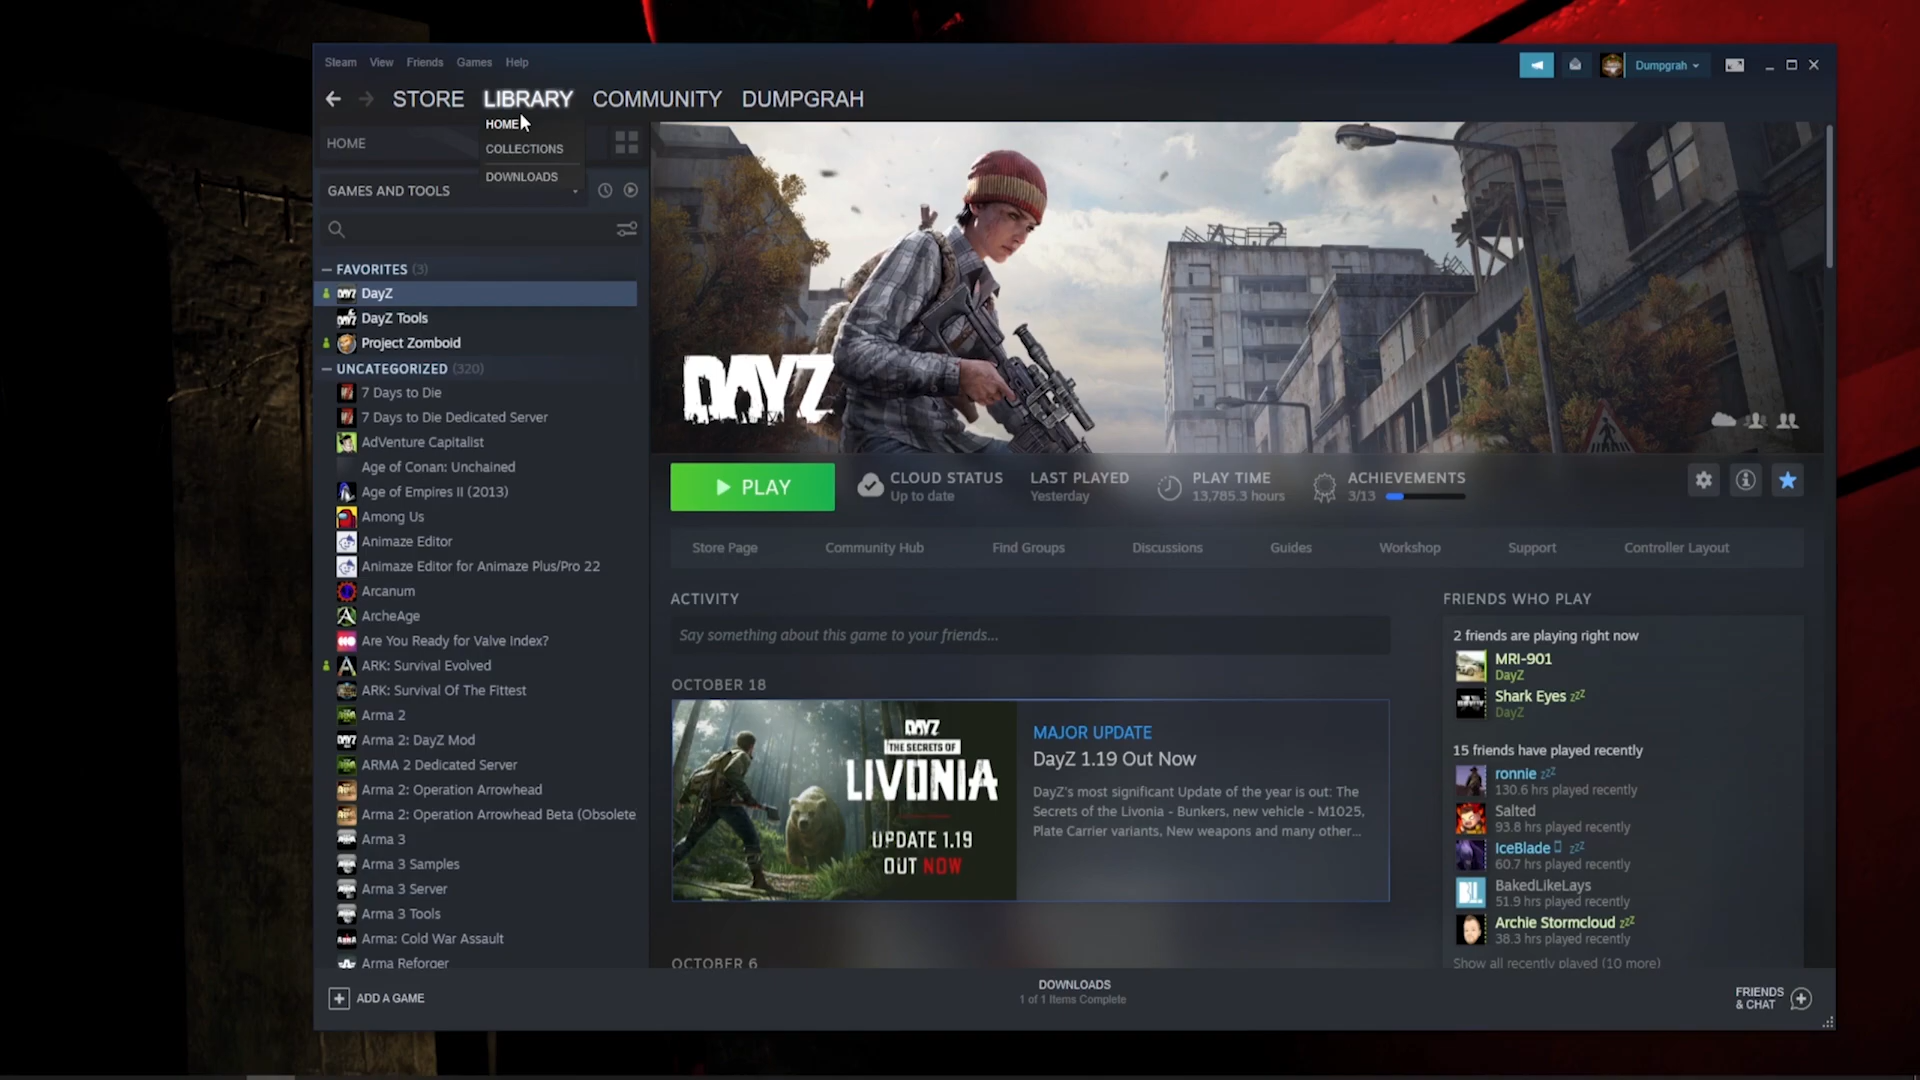 Steam View Friends Games Help
Dumpgrah
STORE LIBRARY COMMUNITY DUMPGRAH
HOME
COLLECTIONS
DOWNLOADS
HOME
GAMES AND TOOLS
FAVORITES (3)
DayZ
DayZ Tools
Project Zomboid
UNCATEGORIZED (320)
7 Days to Die
7 Days to Die Dedicated Server
AdVenture Capitalist
Age of Conan: Unchained
Age of Empires II (2013)
Among Us
Animaze Editor
Animaze Editor for Animaze Plus/Pro 22
Arcanum
ArcheAge
Are You Ready for Valve Index?
ARK: Survival Evolved
ARK: Survival Of The Fittest
Arma 2
Arma 2: DayZ Mod
ARMA 2 Dedicated Server
Arma 2: Operation Arrowhead
Arma 2: Operation Arrowhead Beta (Obsolete
Arma 3
Arma 3 Samples
Arma 3 Server
Arma 3 Tools
Arma: Cold War Assault
Arma Reforger
ADD A GAME
DAYZ
PLAY
CLOUD STATUS
Up to date
LAST PLAYED
Yesterday
PLAY TIME
13,785.3 hours
ACHIEVEMENTS
3/13
Store Page Community Hub Find Groups Discussions Guides Workshop Support Controller Layout
ACTIVITY
Say something about this game to your friends...
OCTOBER 18
DAYZ
THE SECRETS OF
LIVONIA
UPDATE 1.19
OUT NOW
MAJOR UPDATE
DayZ 1.19 Out Now
DayZ's most significant Update of the year is out: The
Secrets of the Livonia - Bunkers, new vehicle - M1025,
Plate Carrier variants, New weapons and many other...
OCTOBER 6
FRIENDS WHO PLAY
2 friends are playing right now
MRI-901
DayZ
Shark Eyes zzz
DayZ
15 friends have played recently
ronnie zzz
130.6 hrs played recently
Salted
93.8 hrs played recently
IceBlade zzz
60.7 hrs played recently
BakedLikeLays
51.9 hrs played recently
Archie Stormcloud zzz
38.3 hrs played recently
Show all recently played (10 more)
DOWNLOADS
1 of 1 Items Complete
FRIENDS
& CHAT